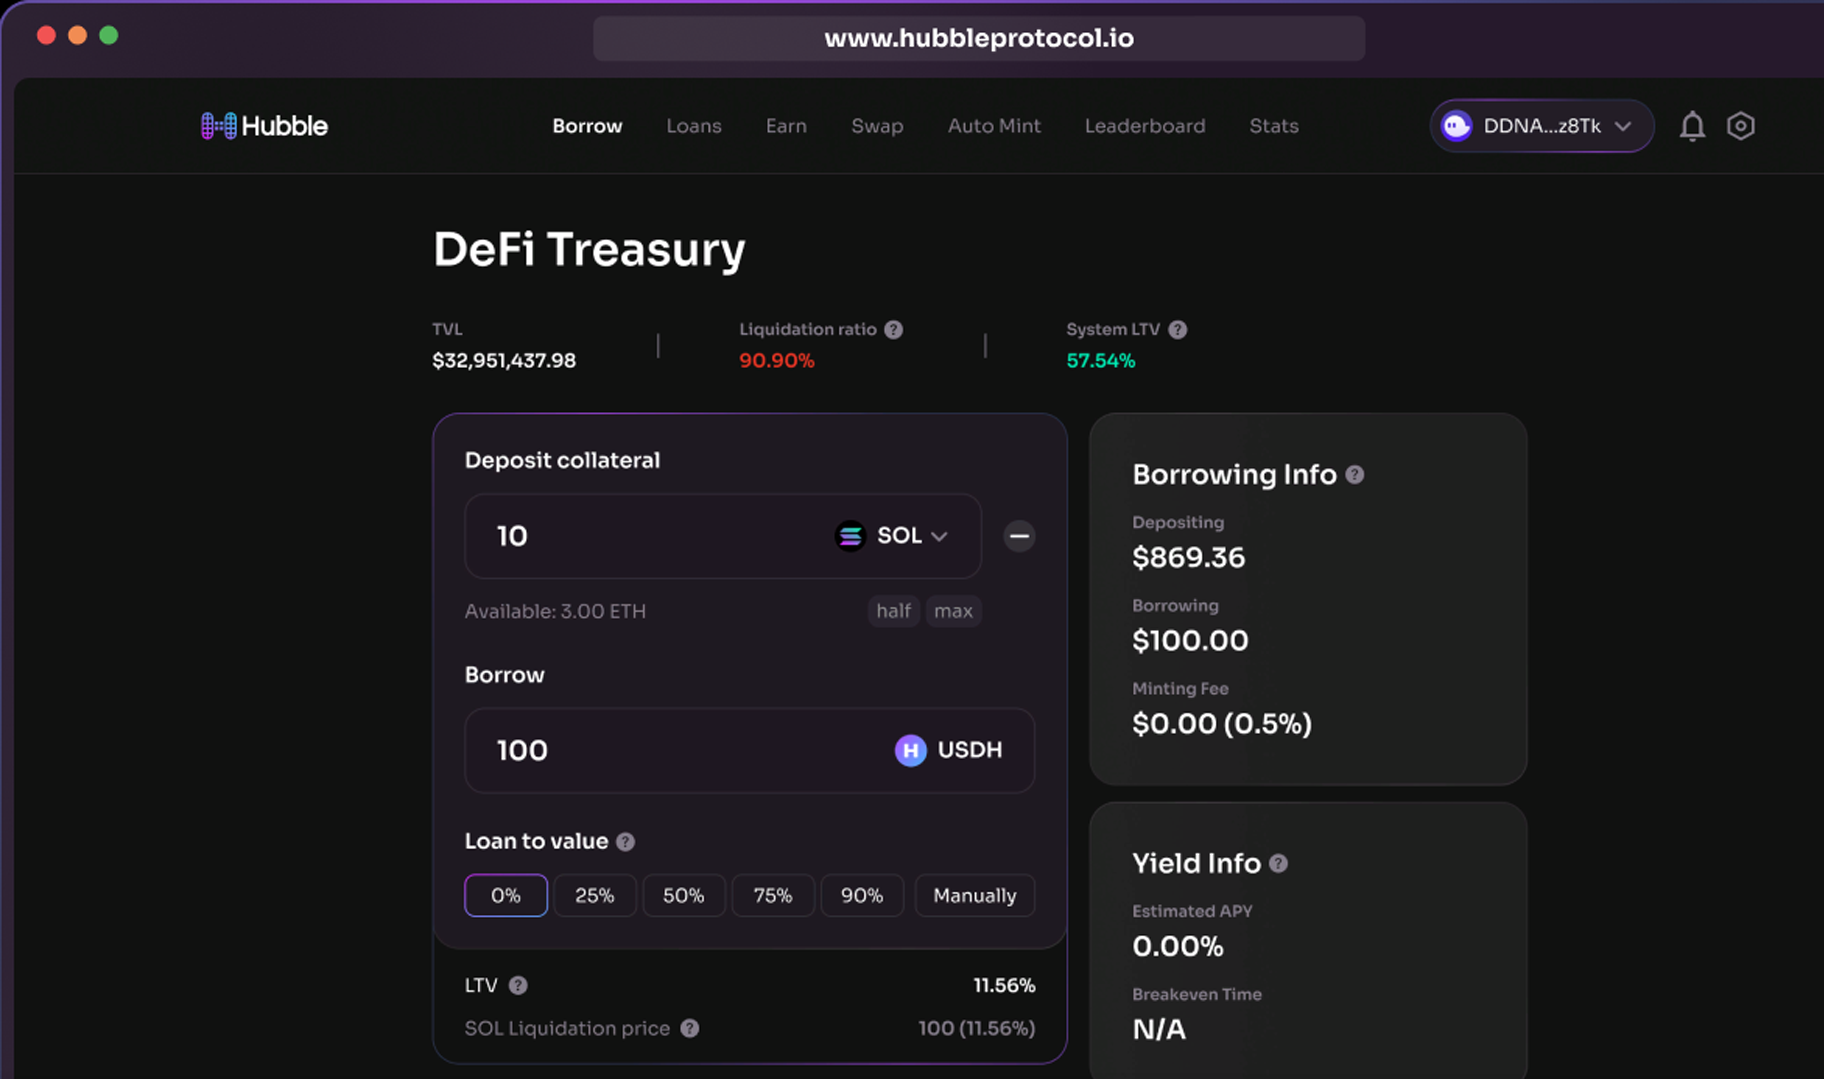 www.hubbleprotocol.io
Hubble Borrow Loans Earn Swap Auto Mint Leaderboard Stats DDNA...z8Tk
DeFi Treasury
TVL Liquidation ratio ? System LTV ?
$32,951,437.98 90.90% 57.54%
Deposit collateral
10 SOL
Available: 3.00 ETH half max
Borrow
100 H USDH
Loan to value ?
0% 25% 50% 75% 90% Manually
LTV ? 11.56%
SOL Liquidation price ? 100 (11.56%)
Borrowing Info ?
Depositing
$869.36
Borrowing
$100.00
Minting Fee
$0.00 (0.5%)
Yield Info ?
Estimated APY
0.00%
Breakeven Time
N/A